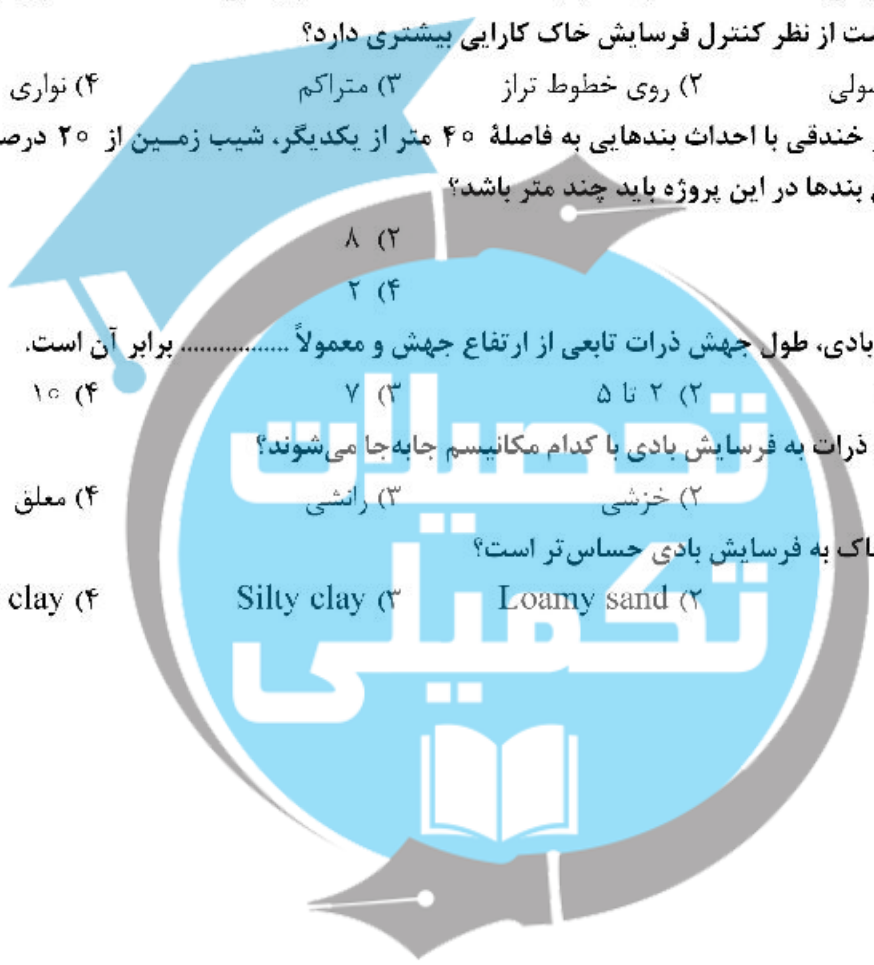 ست از نظر کنترل فرسایش خاک کارایی بیشتری دارد؟
سولی ۲) روی خطوط تراز ۳) متراکم ۴) نواری
ر خندقی با احداث بندهایی به فاصلهٔ ۴۰ متر از یکدیگر، شیب زمین از ۲۰ درص
بندها در این پروژه باید چند متر باشد؟
۲) ۸
۴) ۲
بادی، طول جهش ذرات تابعی از ارتفاع جهش و معمولاً ................ برابر آن است.
۲) ۲ تا ۵ ۳) ۷ ۴) ۱۰
ذرات به فرسایش بادی با کدام مکانیسم جابه‌جا می‌شوند؟
۲) خزشی ۳) رانشی ۴) معلق
اک به فرسایش بادی حساس‌تر است؟
۲) Loamy sand ۳) Silty clay ۴) clay
تحصیلات
تکمیلی